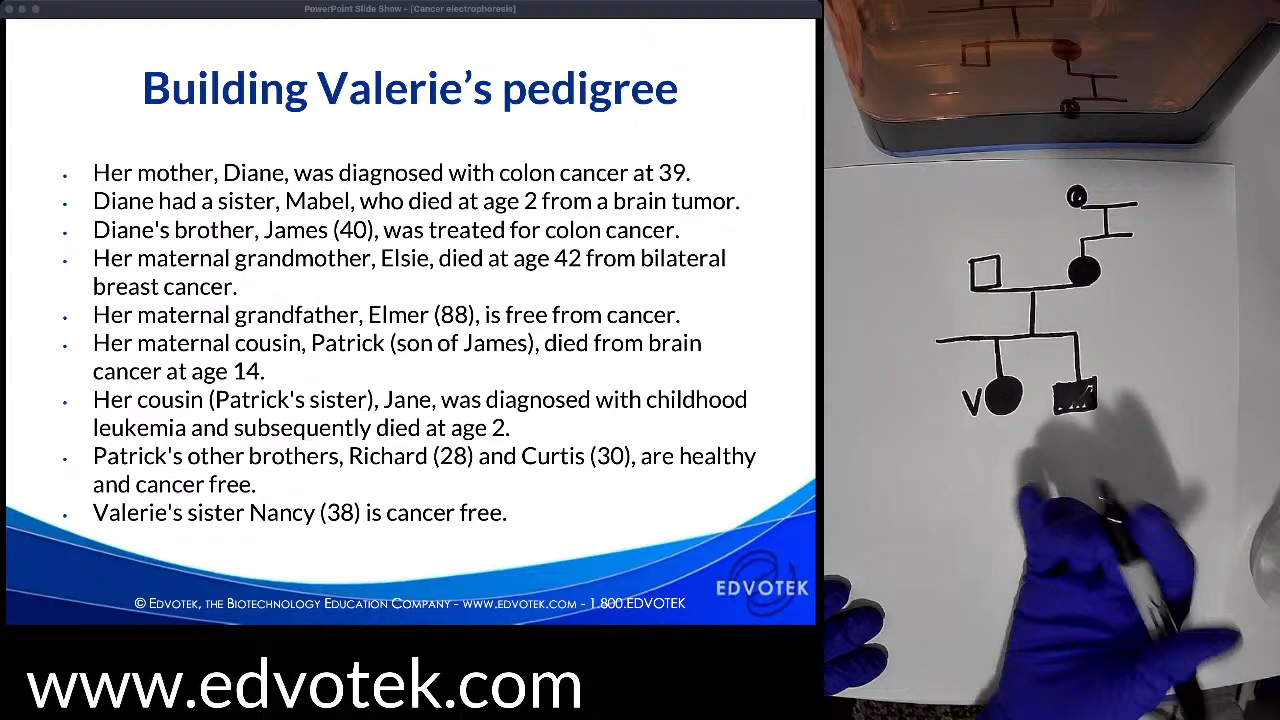 PowerPoint Slide Show - [Cancer electrophoresis]
Building Valerie's pedigree
• Her mother, Diane, was diagnosed with colon cancer at 39.
• Diane had a sister, Mabel, who died at age 2 from a brain tumor.
• Diane's brother, James (40), was treated for colon cancer.
• Her maternal grandmother, Elsie, died at age 42 from bilateral
breast cancer.
• Her maternal grandfather, Elmer (88), is free from cancer.
• Her maternal cousin, Patrick (son of James), died from brain
cancer at age 14.
• Her cousin (Patrick's sister), Jane, was diagnosed with childhood
leukemia and subsequently died at age 2.
• Patrick's other brothers, Richard (28) and Curtis (30), are healthy
and cancer free.
• Valerie's sister Nancy (38) is cancer free.
EDVOTEK
© EDVOTEK, THE BIOTECHNOLOGY EDUCATION COMPANY - WWW.EDVOTEK.COM - 1.800.EDVOTEK
www.edvotek.com
V